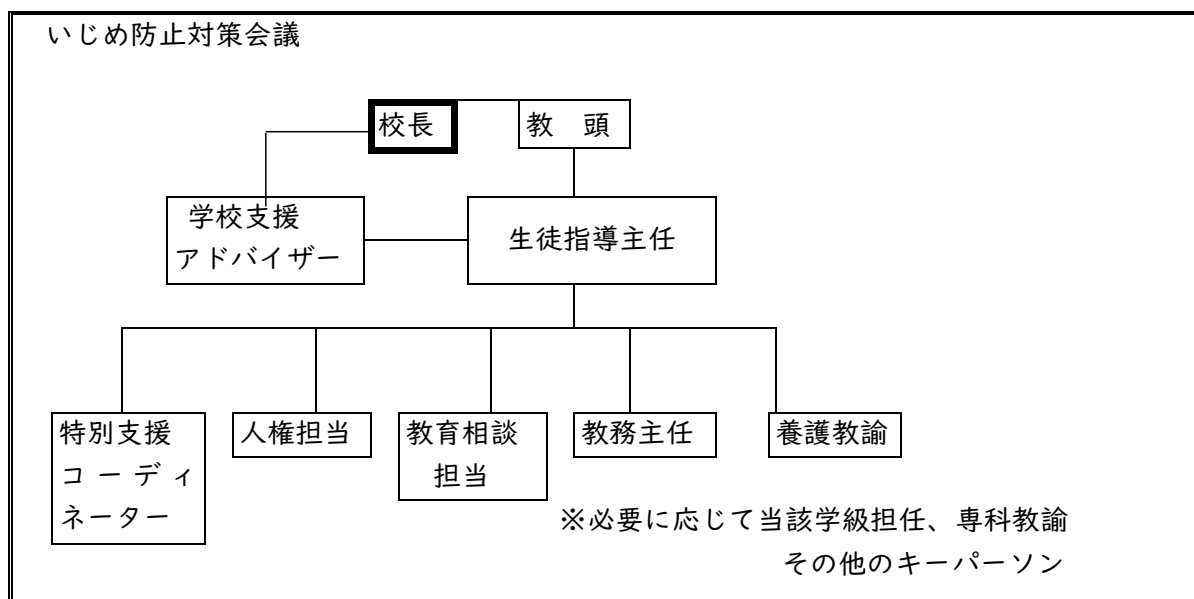 いじめ防止対策会議
校長
教　頭
学校支援
アドバイザー
生徒指導主任
特別支援
コーディ
ネーター
人権担当
教育相談
担当
教務主任
養護教諭
※必要に応じて当該学級担任、専科教諭
その他のキーパーソン